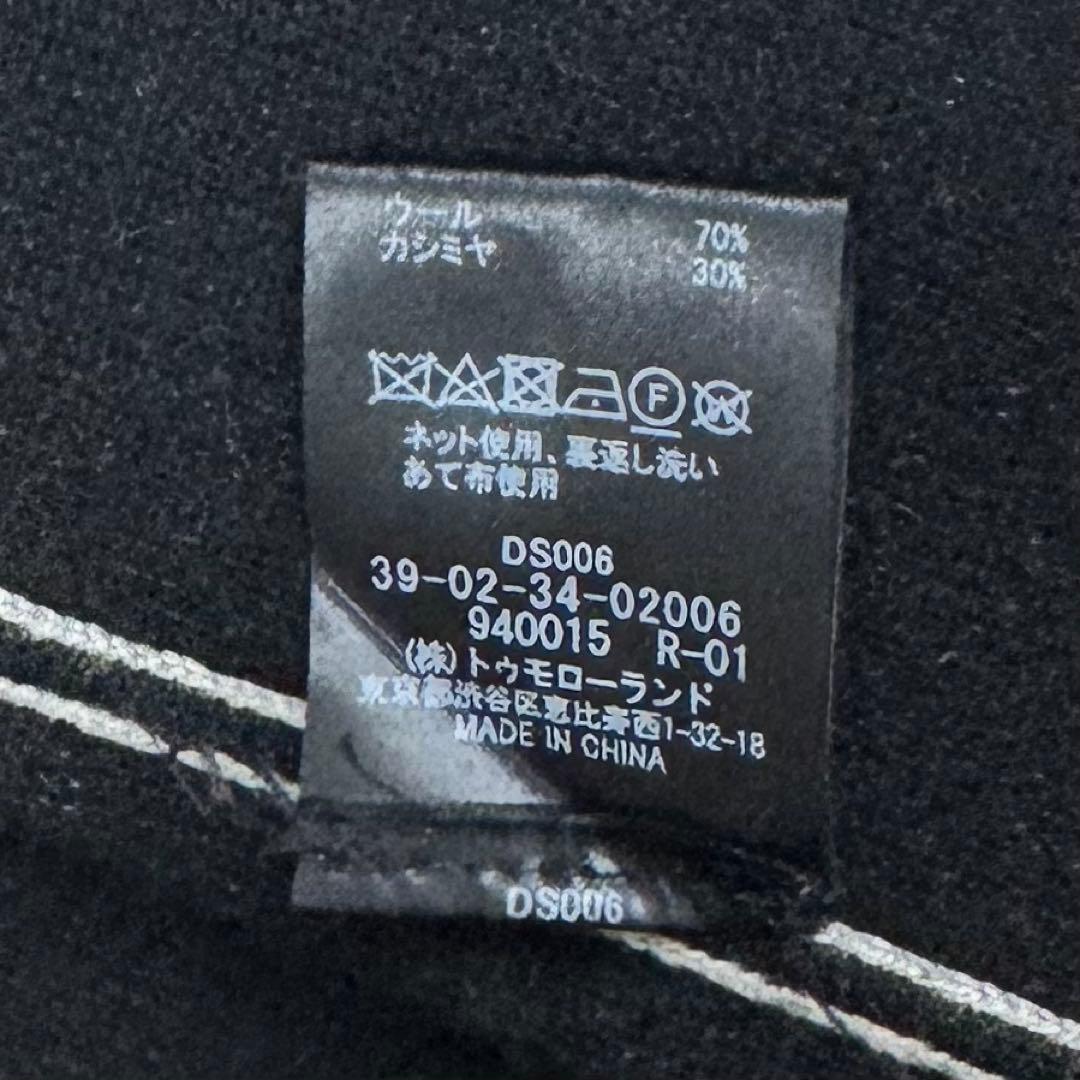 ウール 70%
カシミヤ 30%
F
W
ネット使用、裏返し洗い
あて布使用
DS006
39-02-34-02006
940015 R-01
(株)トゥモローランド
東京都渋谷区恵比寿西1-32-18
MADE IN CHINA
DS006